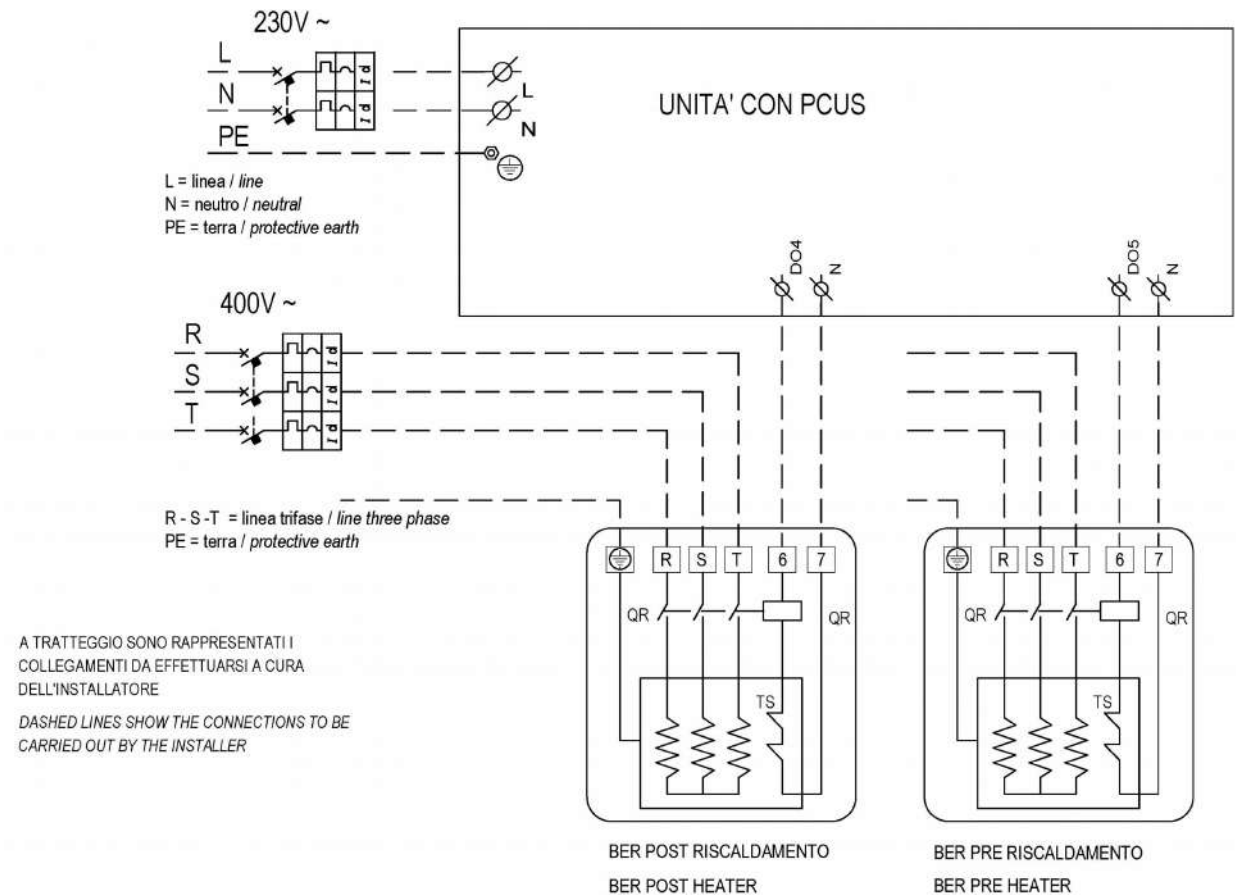 230V ~
L
N
PE
I d
I d
L
N
UNITA' CON PCUS
L = linea / line
N = neutro / neutral
PE = terra / protective earth
DO4
N
DO5
N
400V ~
R
S
T
I d
I d
I d
R - S -T = linea trifase / line three phase
PE = terra / protective earth
R S T 6 7
QR
QR
TS
R S T 6 7
QR
QR
TS
A TRATTEGGIO SONO RAPPRESENTATI I
COLLEGAMENTI DA EFFETTUARSI A CURA
DELL'INSTALLATORE
DASHED LINES SHOW THE CONNECTIONS TO BE
CARRIED OUT BY THE INSTALLER
BER POST RISCALDAMENTO
BER POST HEATER
BER PRE RISCALDAMENTO
BER PRE HEATER